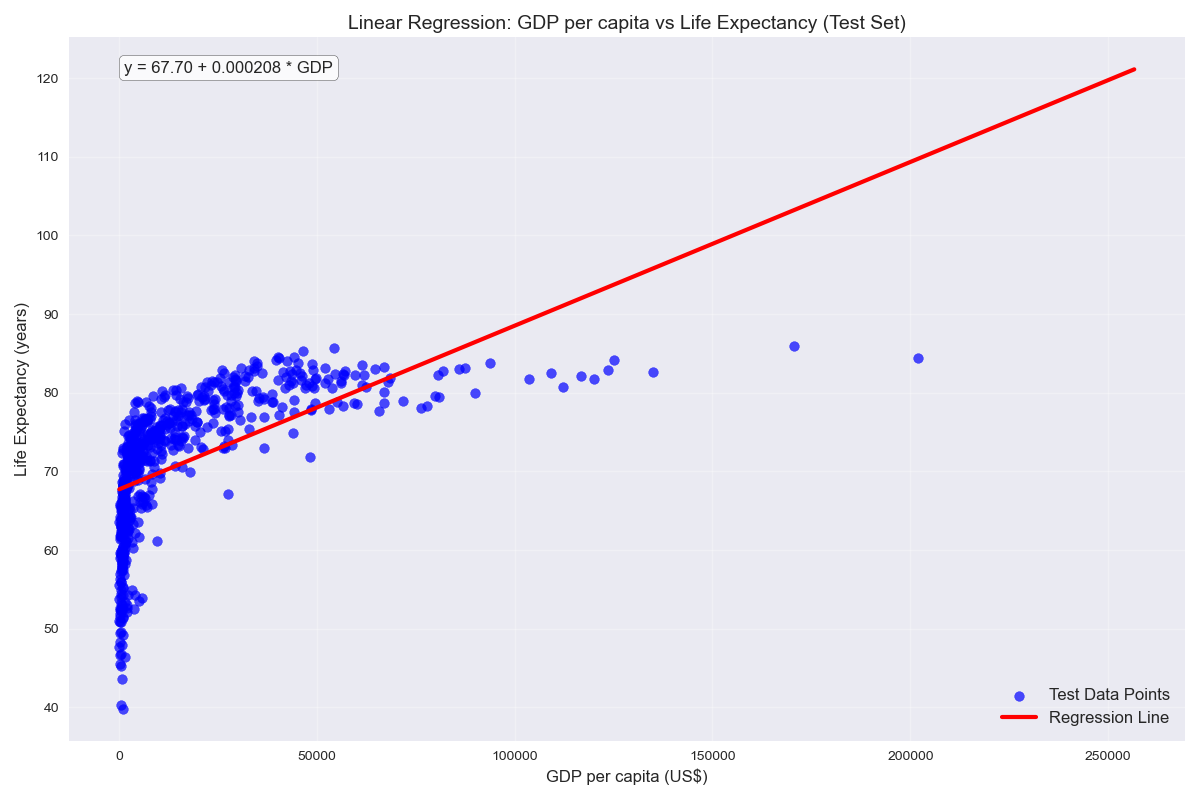 Linear Regression: GDP per capita vs Life Expectancy (Test Set)
y = 67.70 + 0.000208 * GDP
Life Expectancy (years)
120
110
100
90
80
70
60
50
40
Test Data Points
Regression Line
0 50000 100000 150000 200000 250000
GDP per capita (US$)